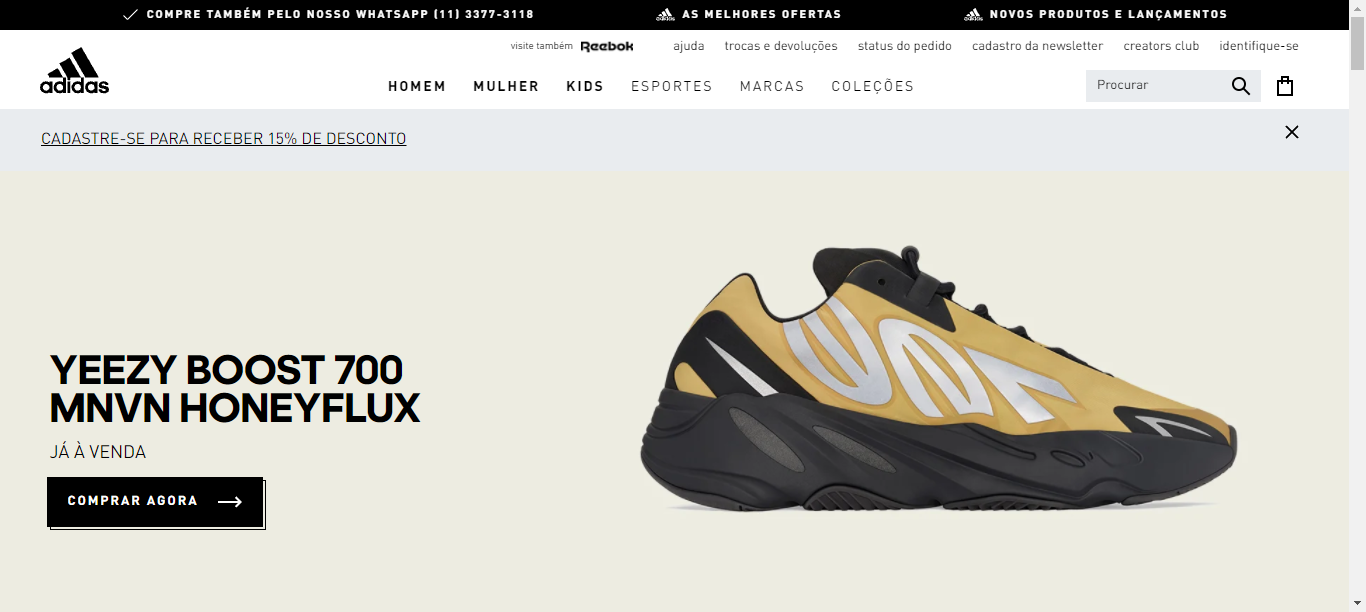 COMPRE TAMBÉM PELO NOSSO WHATSAPP (11) 3377-3118 AS MELHORES OFERTAS NOVOS PRODUTOS E LANÇAMENTOS
visite também Reebok ajuda trocas e devoluções status do pedido cadastro da newsletter creators club identifique-se
adidas
HOMEM MULHER KIDS ESPORTES MARCAS COLEÇÕES Procurar
CADASTRE-SE PARA RECEBER 15% DE DESCONTO
YEEZY BOOST 700
MNVN HONEYFLUX
JÁ À VENDA
COMPRAR AGORA